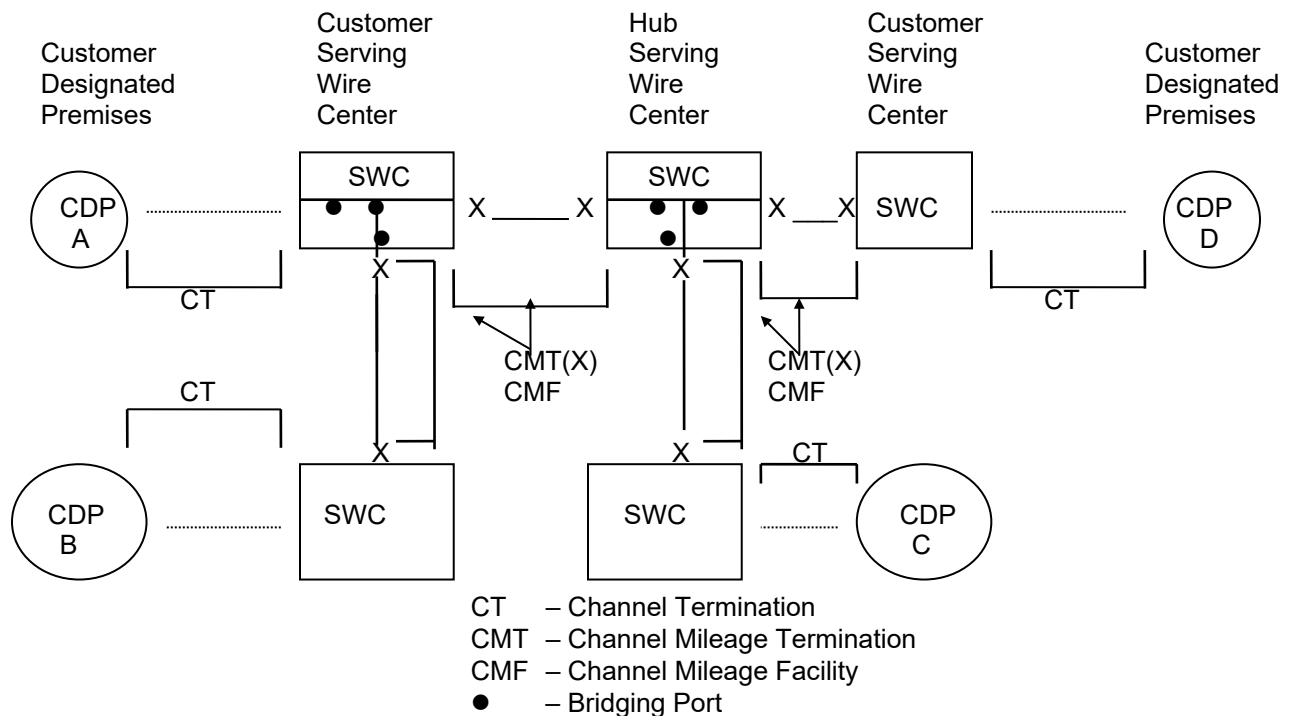 Customer
Designated
Premises
Customer
Serving
Wire
Center
Hub
Serving
Wire
Center
Customer
Serving
Wire
Center
Customer
Designated
Premises
CDP
A
SWC
X X
SWC
X X
SWC
CDP
D
X
X
CT
CT
CMT(X)
CMF
CMT(X)
CMF
CT
X
X
CT
CDP
B
SWC
SWC
CDP
C
CT – Channel Termination
CMT – Channel Mileage Termination
CMF – Channel Mileage Facility
● – Bridging Port